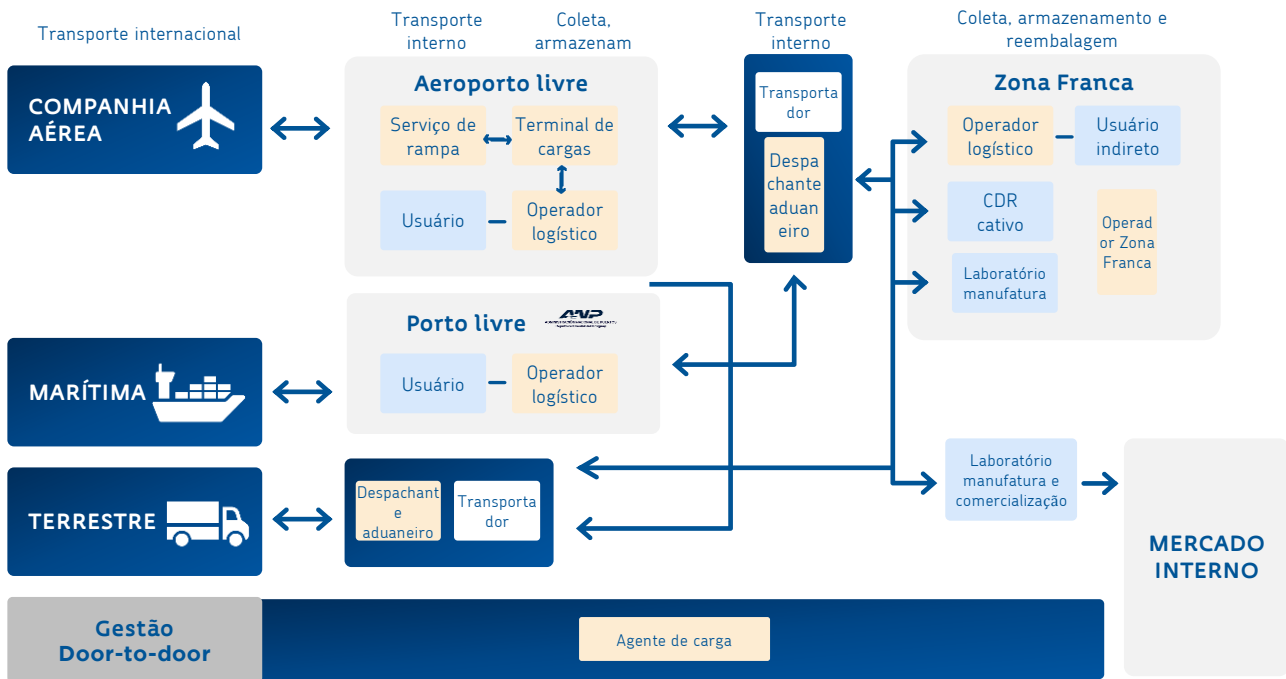 Transporte internacional
Transporte
interno
Coleta,
armazenam
Transporte
interno
Coleta, armazenamento e
reembalagem
COMPANHIA
AÉREA
Aeroporto livre
Serviço de
rampa
Terminal de
cargas
Usuário
Operador
logístico
Transporta
dor
Despa
chante
aduan
eiro
Zona Franca
Operador
logístico
Usuário
indireto
CDR
cativo
Operad
or Zona
Franca
Laboratório
manufatura
MARÍTIMA
Porto livre
ANP
Usuário
Operador
logístico
TERRESTRE
Despachant
e
aduaneiro
Transporta
dor
Laboratório
manufatura e
comercialização
MERCADO
INTERNO
Gestão
Door-to-door
Agente de carga